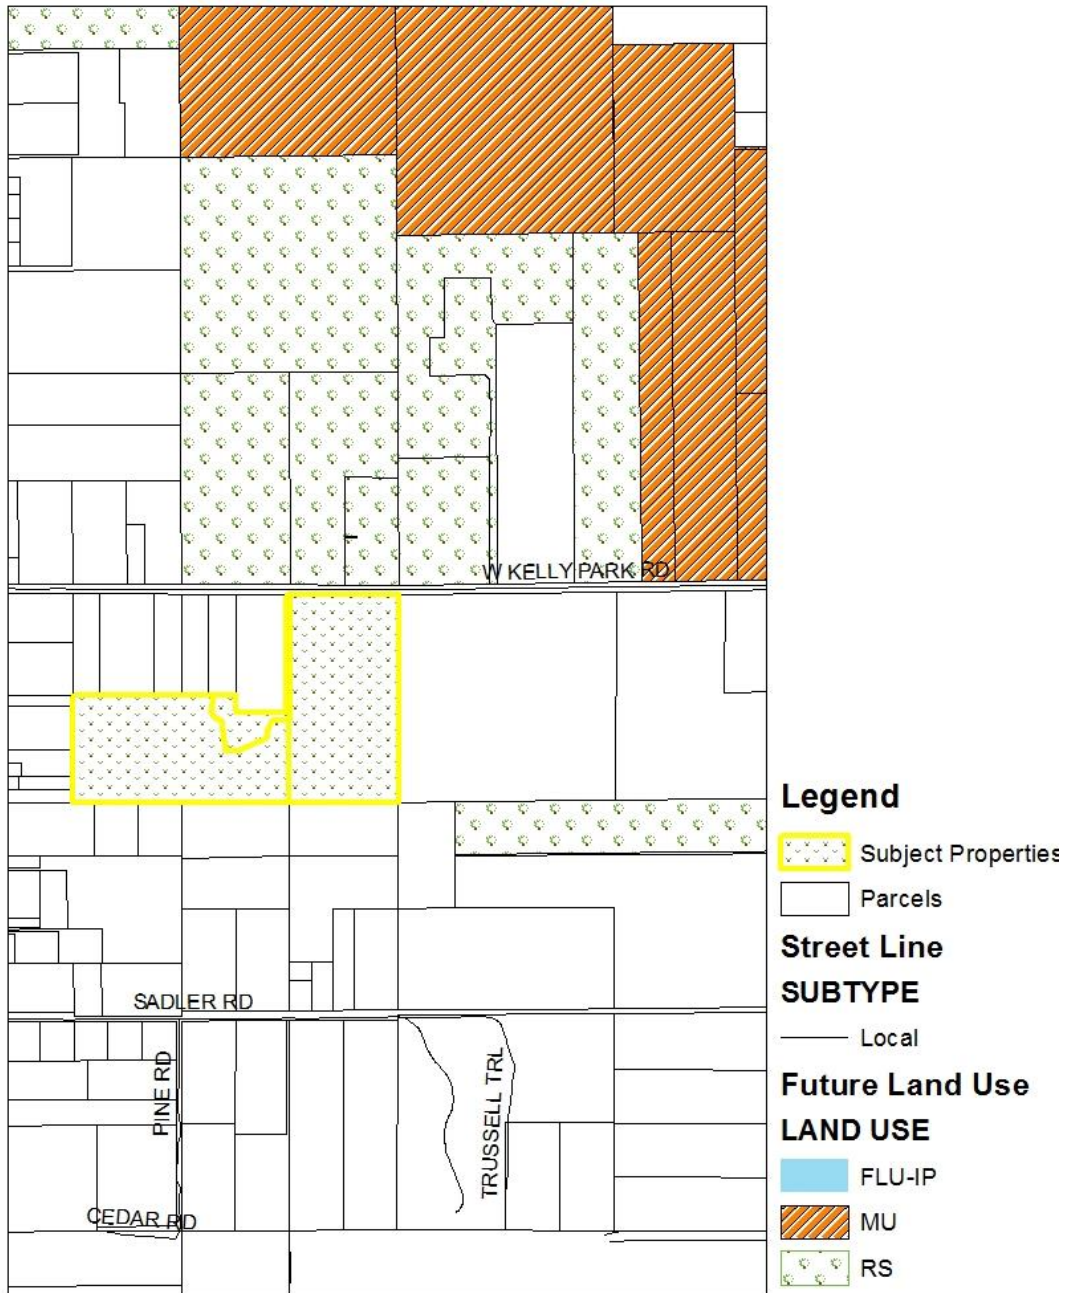 W KELLY PARK RD
SADLER RD
PINE RD
TRUSSELL TRL
CEDAR RD
Legend
Subject Properties
Parcels
Street Line
SUBTYPE
Local
Future Land Use
LAND USE
FLU-IP
MU
RS